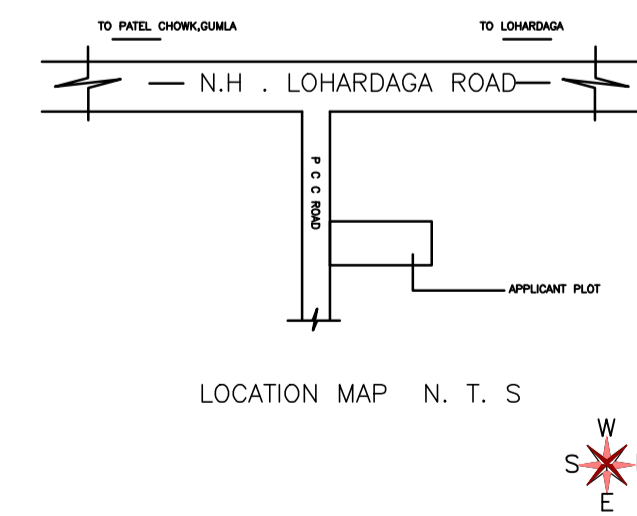 TO PATEL CHOWK,GUMLA
TO LOHARDAGA
N.H . LOHARDAGA ROAD
P C C ROAD
APPLICANT PLOT
LOCATION MAP N. T. S
W
S
E